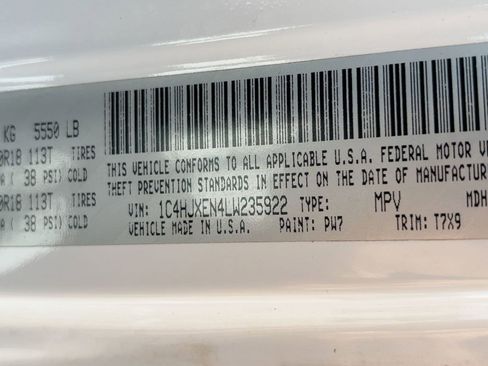 KG 5550 LB
0R18 113T TIRES
A ( 38 PSI) COLD
0R18 113T TIRES
A ( 38 PSI) COLD
THIS VEHICLE CONFORMS TO ALL APPLICABLE U.S.A. FEDERAL MOTOR
THEFT PREVENTION STANDARDS IN EFFECT ON THE DATE OF MANUFACTUR
VIN: 1C4HJXEN4LW235922 TYPE: MPV MDH
VEHICLE MADE IN U.S.A. PAINT: PW7 TRIM: T7X9